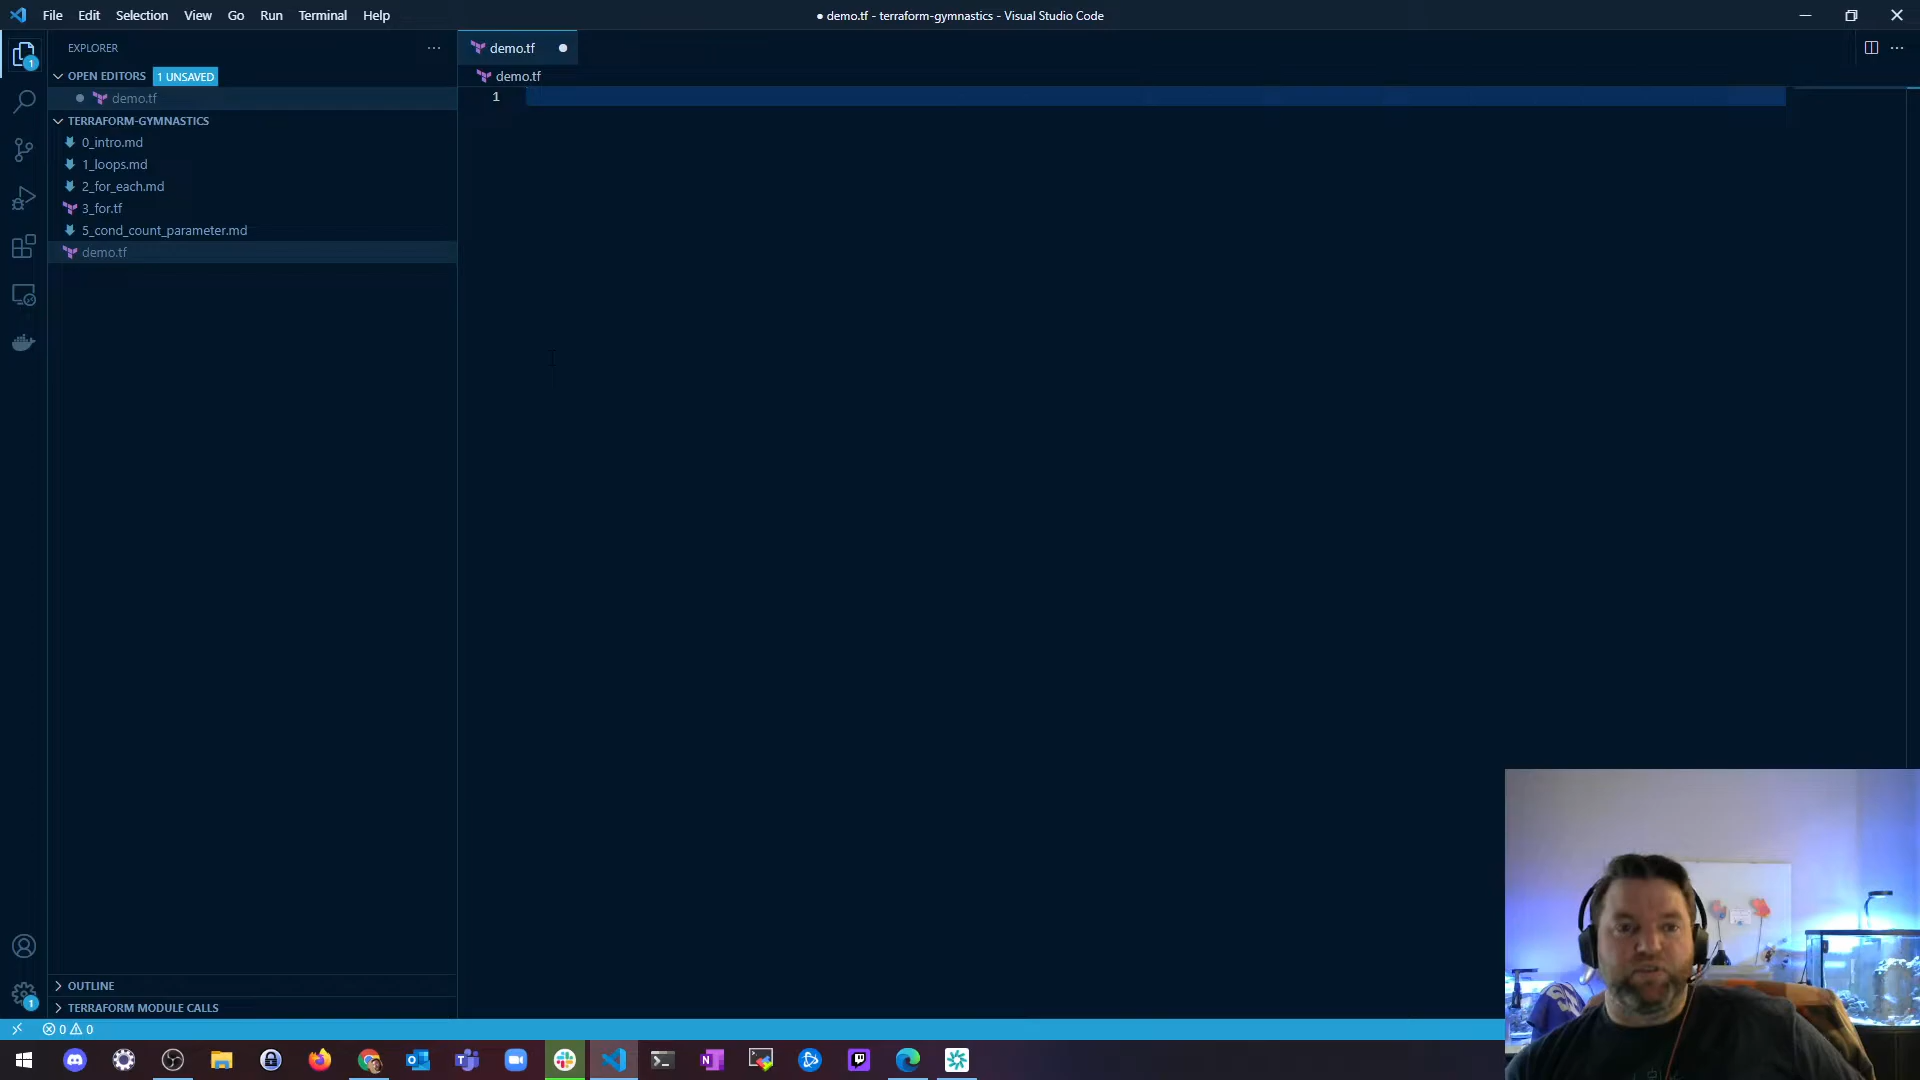 File Edit Selection View Go Run Terminal Help
● demo.tf - terraform-gymnastics - Visual Studio Code
EXPLORER
demo.tf
1
OPEN EDITORS 1 UNSAVED
demo.tf
demo.tf
1
TERRAFORM-GYMNASTICS
0_intro.md
1_loops.md
2_for_each.md
3_for.tf
5_cond_count_parameter.md
demo.tf
OUTLINE
1
TERRAFORM MODULE CALLS
0 0